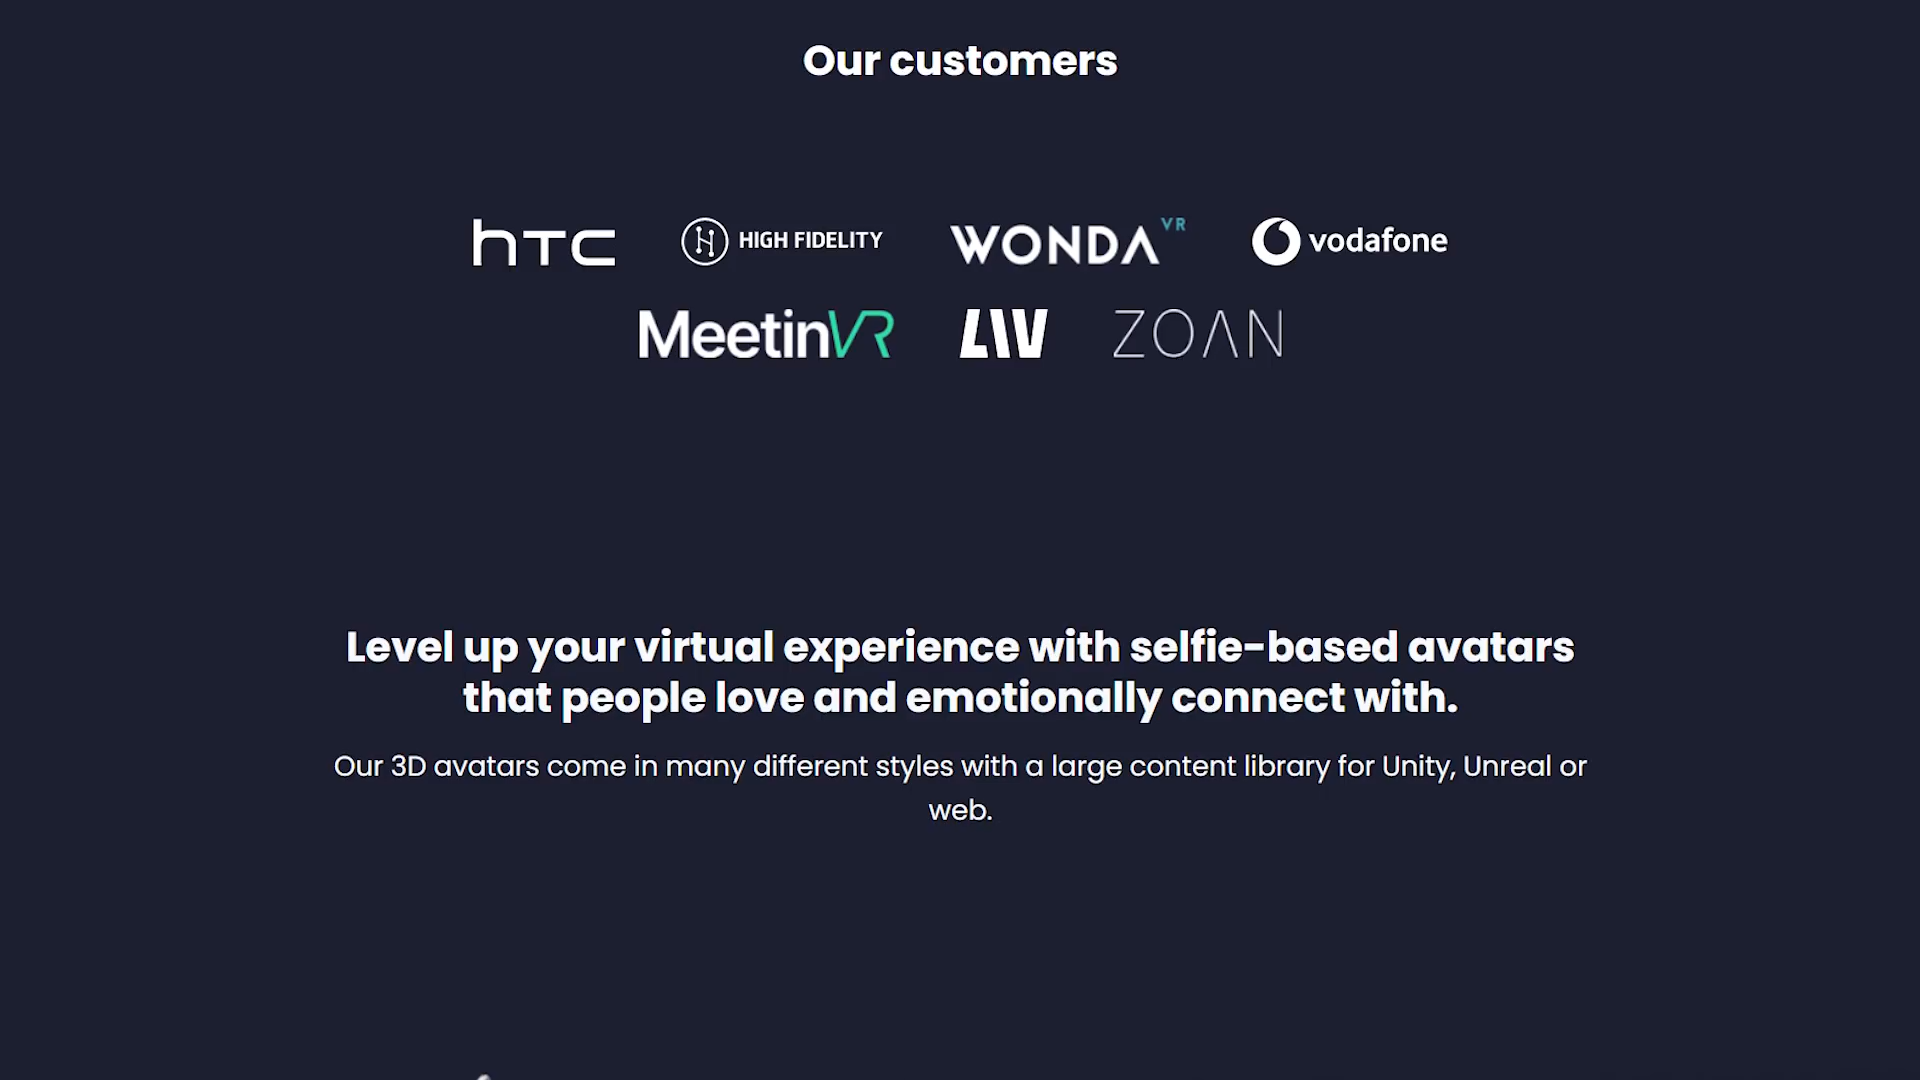 Our customers
hTC HIGH FIDELITY WONDA VR vodafone
MeetinVR LIV ZOAN
Level up your virtual experience with selfie-based avatars
that people love and emotionally connect with.
Our 3D avatars come in many different styles with a large content library for Unity, Unreal or
web.